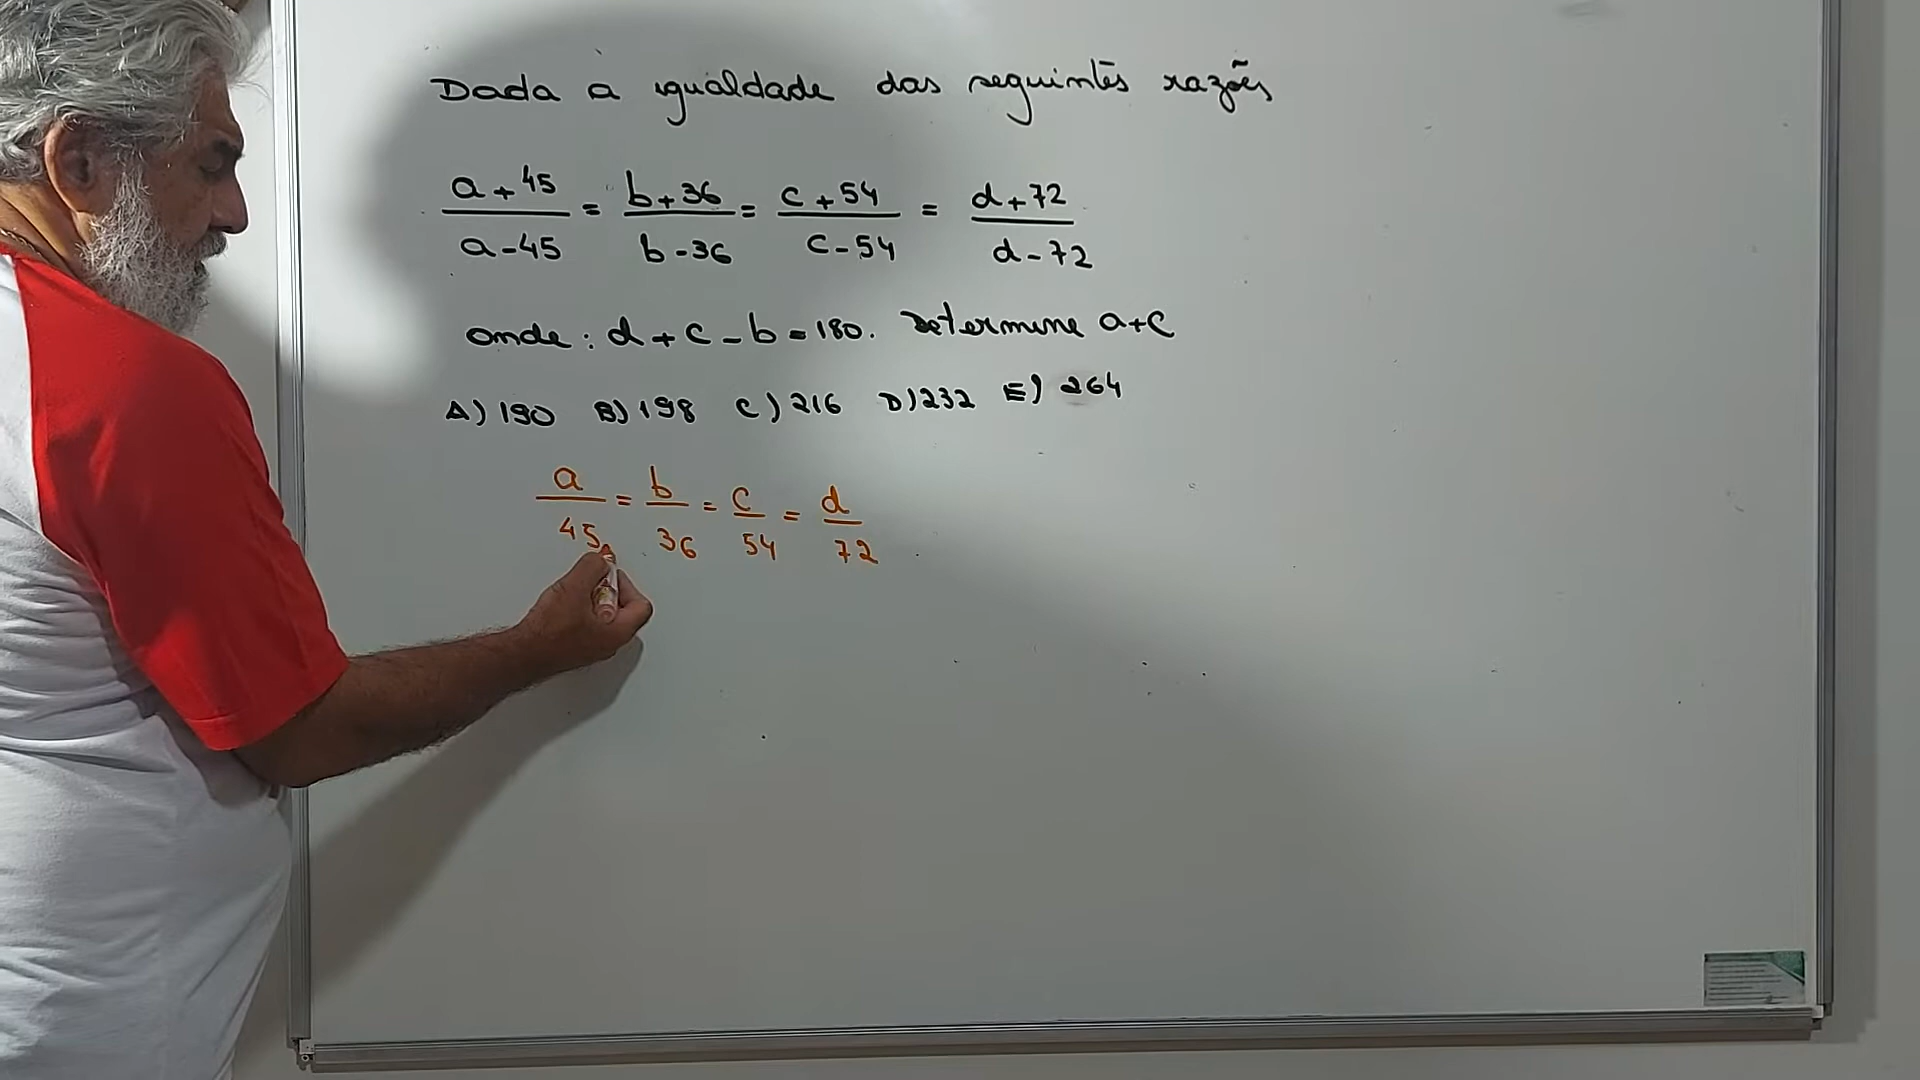 Dada a igualdade das seguintes razões
a+45/a-45 = b+36/b-36 = c+54/c-54 = d+72/d-72
onde: d+c-b=180. Determine a+c
A) 190 B) 198 C) 216 D) 232 E) 264
a/45 = b/36 = c/54 = d/72